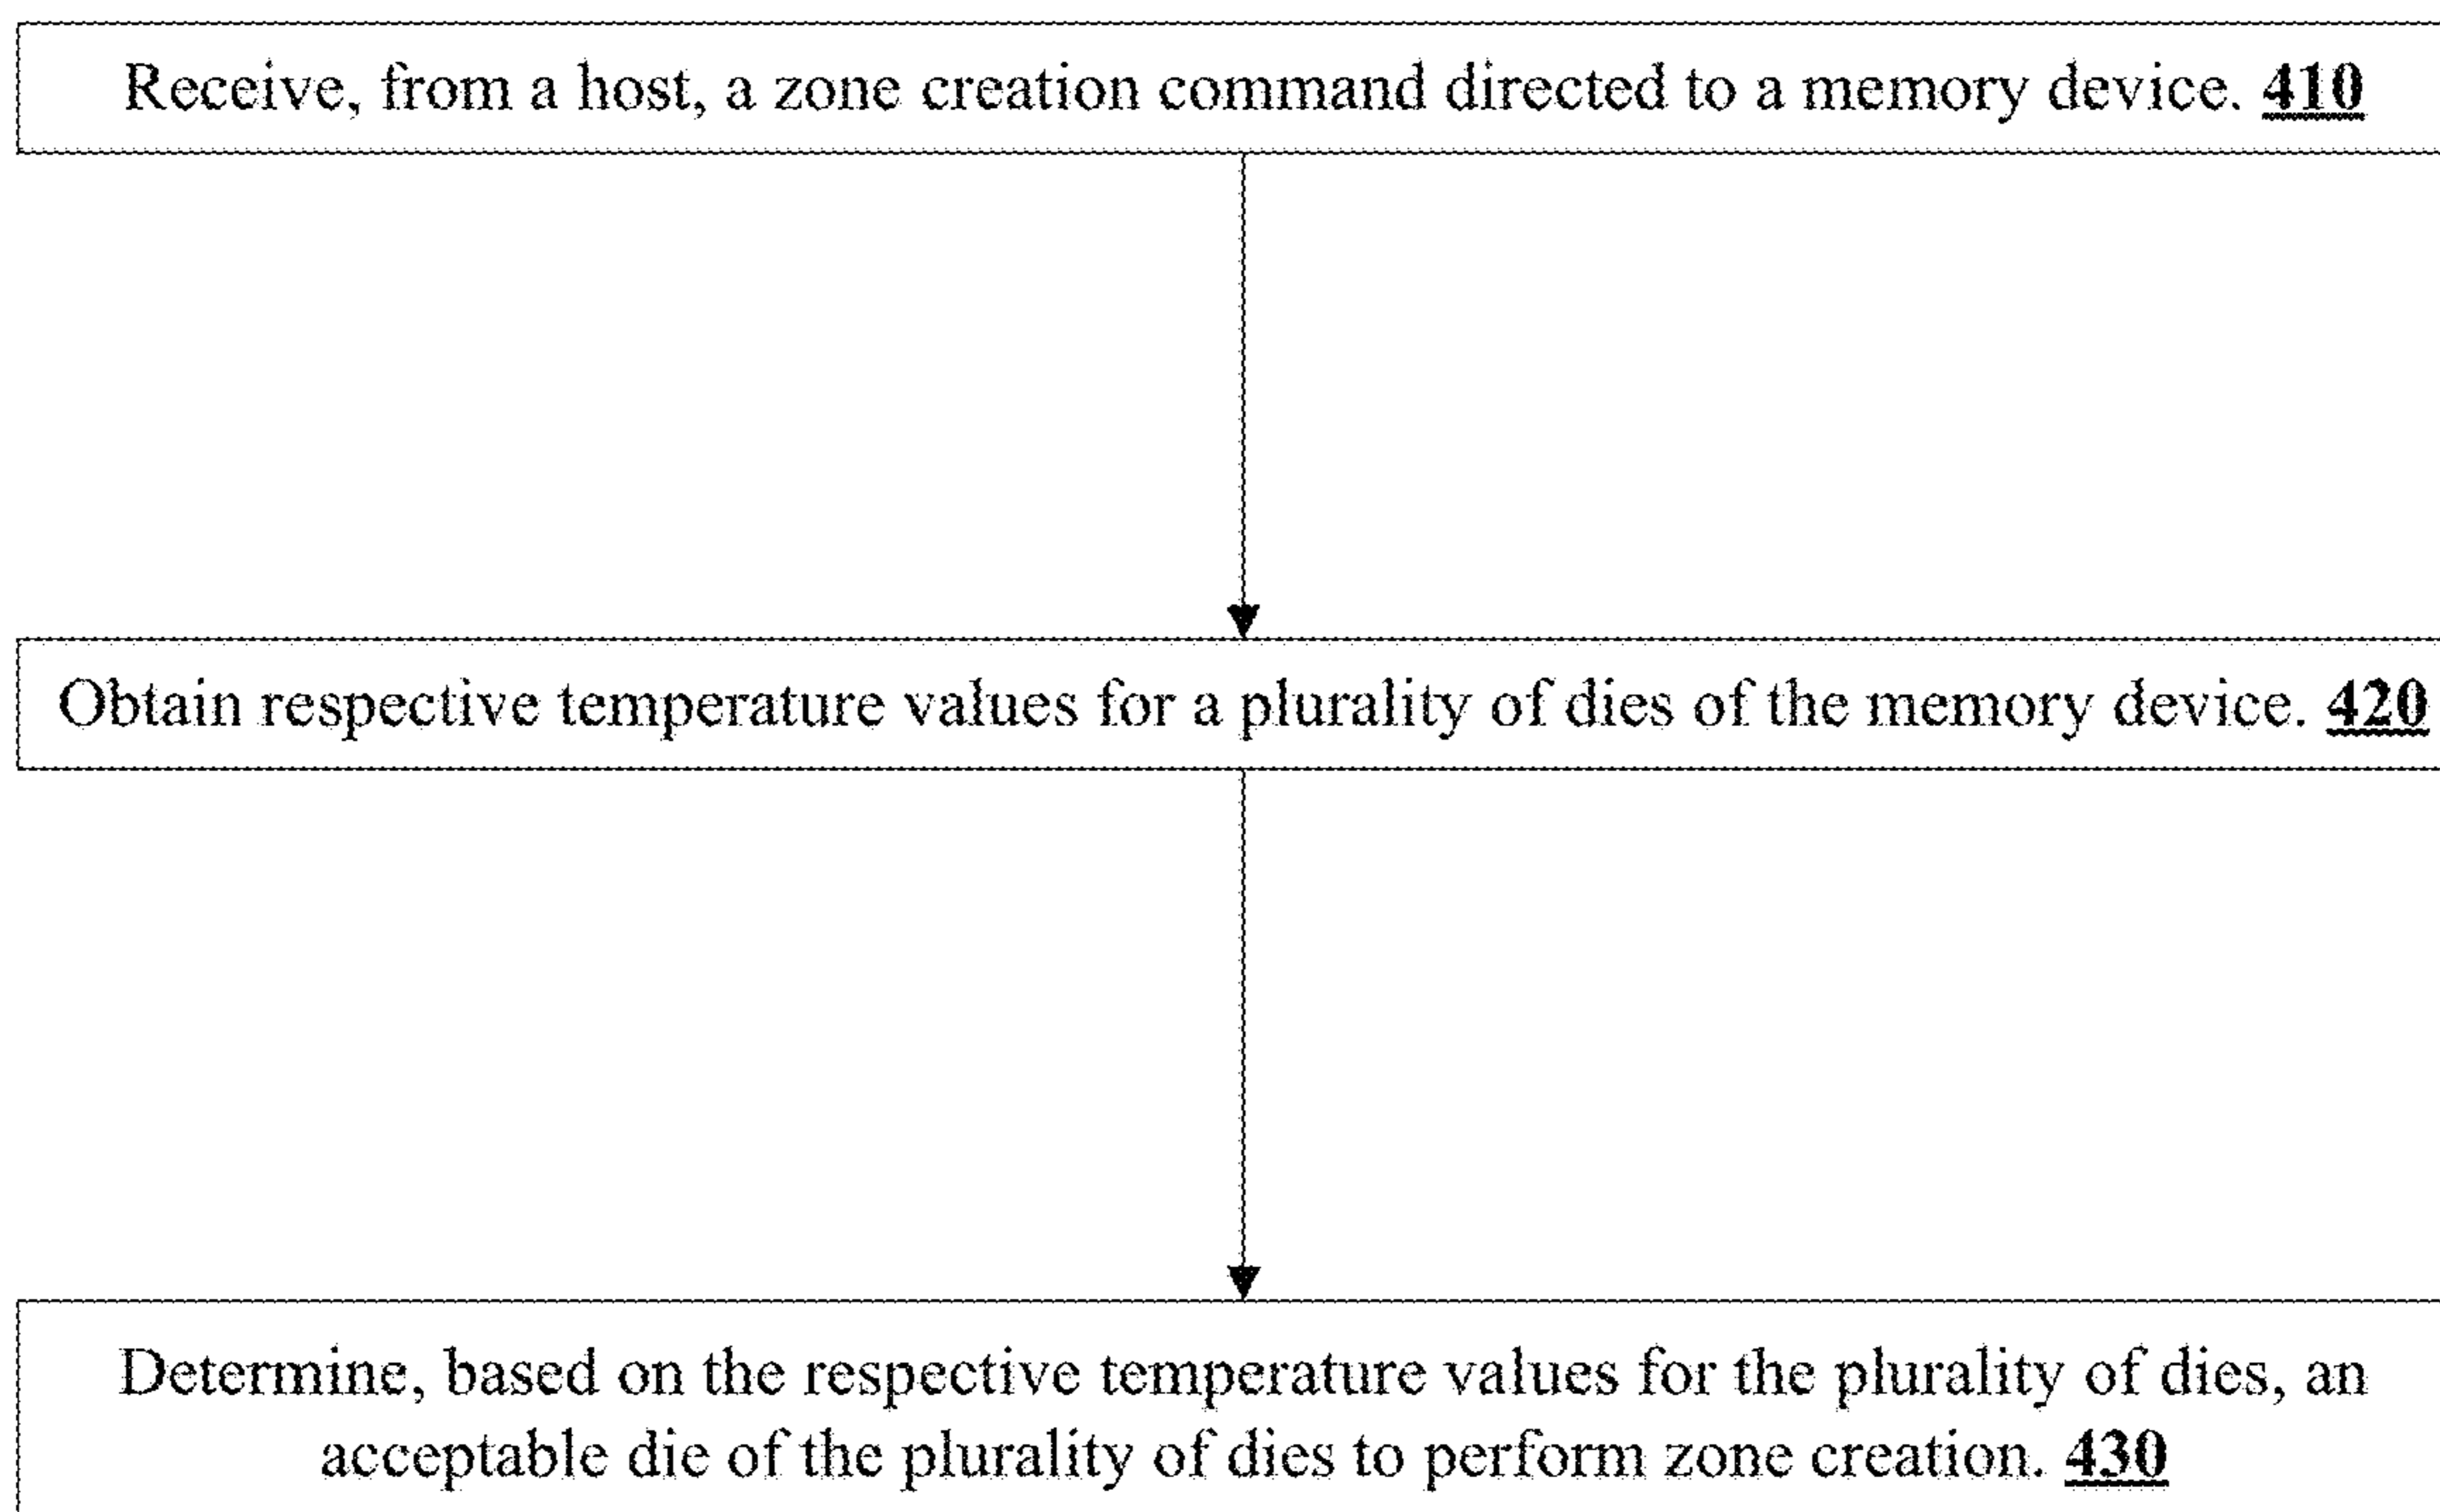 Receive, from a host, a zone creation command directed to a memory device. 410
Obtain respective temperature values for a plurality of dies of the memory device. 420
Determine, based on the respective temperature values for the plurality of dies, an
acceptable die of the plurality of dies to perform zone creation. 430